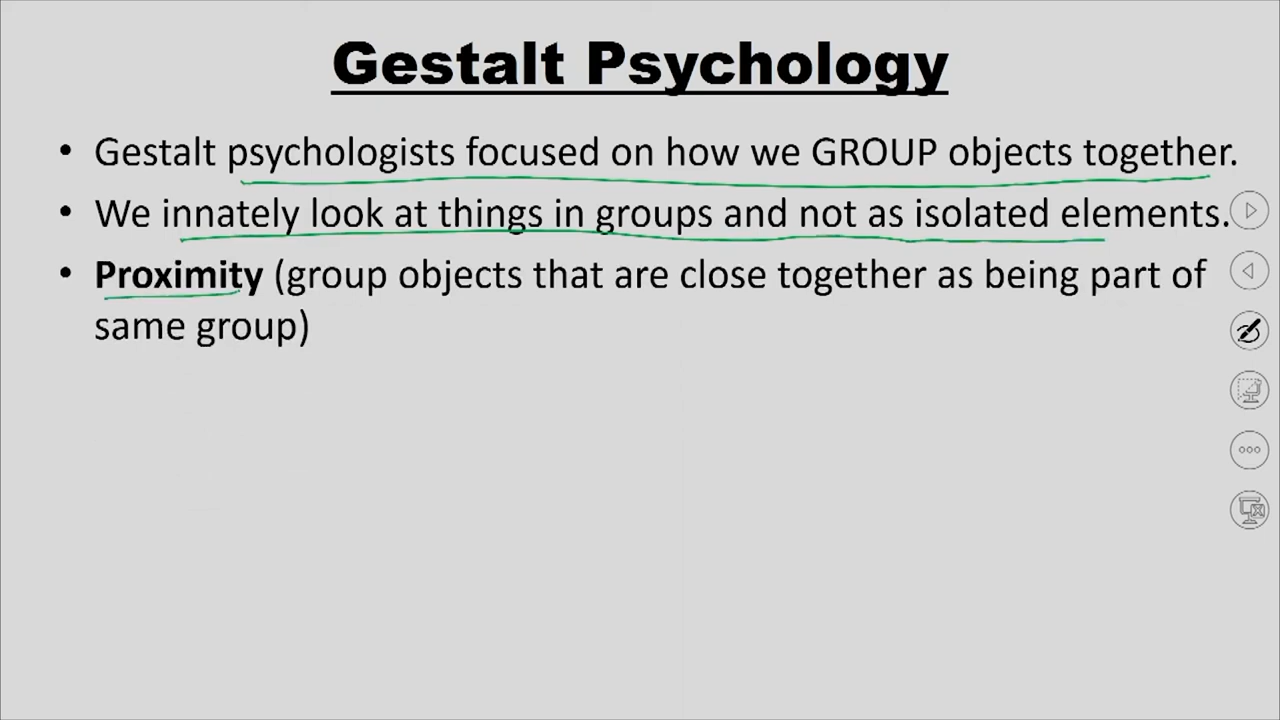 Gestalt Psychology
• Gestalt psychologists focused on how we GROUP objects together.
• We innately look at things in groups and not as isolated elements.
• Proximity (group objects that are close together as being part of
same group)